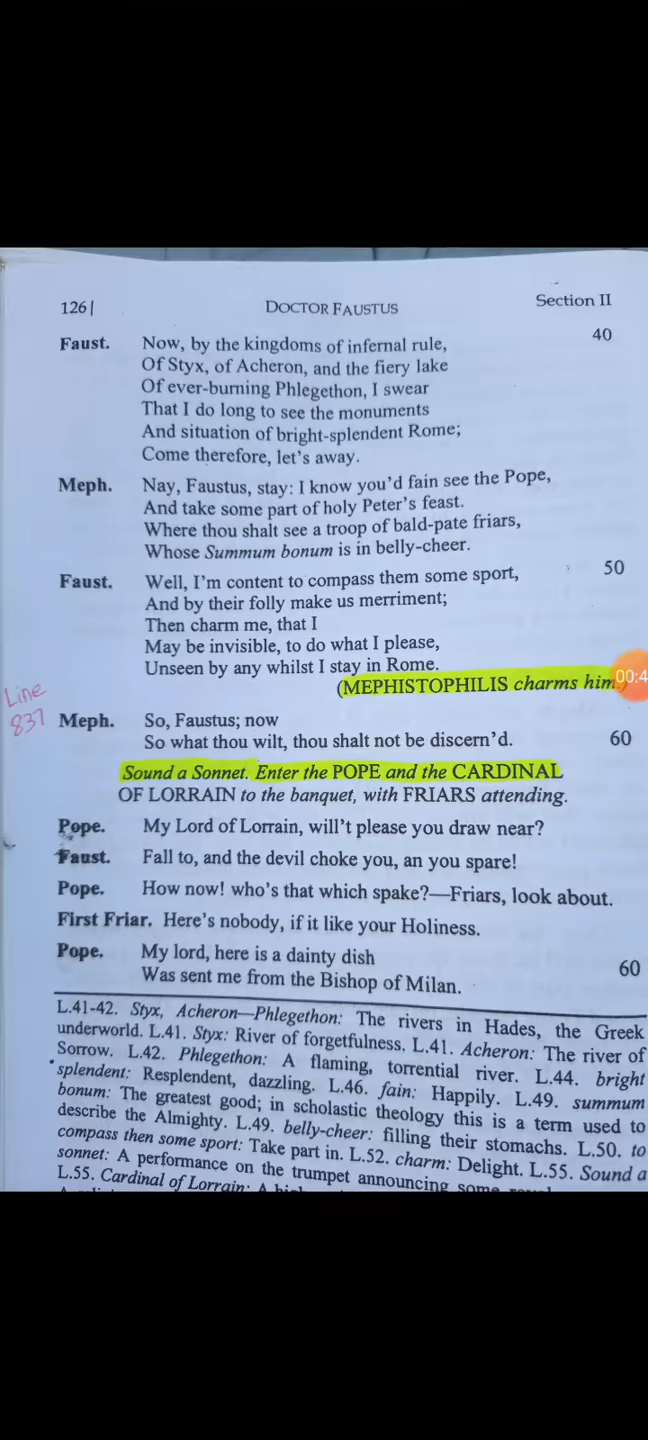 126|
DOCTOR FAUSTUS
Section II
Faust. Now, by the kingdoms of infernal rule, 40
Of Styx, of Acheron, and the fiery lake
Of ever-burning Phlegethon, I swear
That I do long to see the monuments
And situation of bright-splendent Rome;
Come therefore, let's away.
Meph. Nay, Faustus, stay: I know you'd fain see the Pope,
And take some part of holy Peter's feast.
Where thou shalt see a troop of bald-pate friars,
Whose Summum bonum is in belly-cheer.
Faust. Well, I'm content to compass them some sport, 50
And by their folly make us merriment;
Then charm me, that I
May be invisible, to do what I please,
Unseen by any whilst I stay in Rome.
(MEPHISTOPHILIS charms him.)
00:4
Line
837
Meph. So, Faustus; now
So what thou wilt, thou shalt not be discern'd. 60
Sound a Sonnet. Enter the POPE and the CARDINAL
OF LORRAIN to the banquet, with FRIARS attending.
Pope. My Lord of Lorrain, will't please you draw near?
Faust. Fall to, and the devil choke you, an you spare!
Pope. How now! who's that which spake?—Friars, look about.
First Friar. Here's nobody, if it like your Holiness.
Pope. My lord, here is a dainty dish
Was sent me from the Bishop of Milan. 60
L.41-42. Styx, Acheron—Phlegethon: The rivers in Hades, the Greek
underworld. L.41. Styx: River of forgetfulness. L.41. Acheron: The river of
Sorrow. L.42. Phlegethon: A flaming, torrential river. L.44. bright
splendent: Resplendent, dazzling. L.46. fain: Happily. L.49. summum
bonum: The greatest good; in scholastic theology this is a term used to
describe the Almighty. L.49. belly-cheer: filling their stomachs. L.50. to
compass then some sport: Take part in. L.52. charm: Delight. L.55. Sound a
sonnet: A performance on the trumpet announcing some
L.55. Cardinal of Lorrain: A